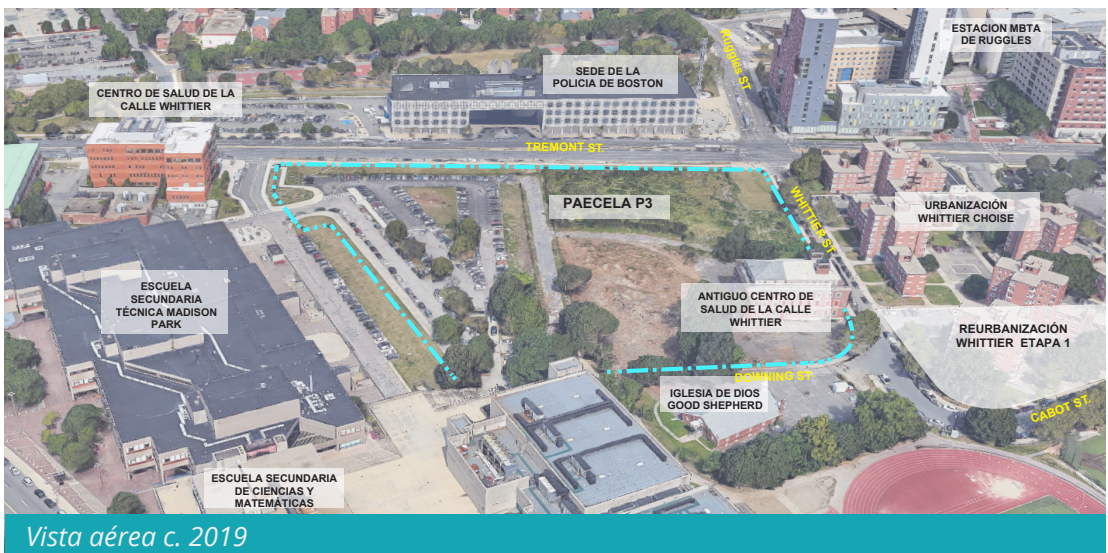 ESTACION MBTA
DE RUGGLES
Ruggles ST
SEDE DE LA
POLICIA DE BOSTON
CENTRO DE SALUD DE LA
CALLE WHITTIER
TREMONT ST.
PAECELA P3
WHITTIER ST
URBANIZACIÓN
WHITTIER CHOISE
ESCUELA
SECUNDARIA
TÉCNICA MADISON
PARK
ANTIGUO CENTRO DE
SALUD DE LA CALLE
WHITTIER
REURBANIZACIÓN
WHITTIER ETAPA 1
DOWNING ST
IGLESIA DE DIOS
GOOD SHEPHERD
CABOT ST.
ESCUELA SECUNDARIA
DE CIENCIAS Y
MATEMÁTICAS
Vista aérea c. 2019